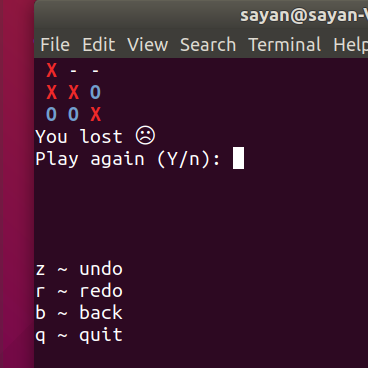 sayan@sayan-V
File Edit View Search Terminal Help
X - -
X X O
O O X
You lost ☹
Play again (Y/n):
z ~ undo
r ~ redo
b ~ back
q ~ quit